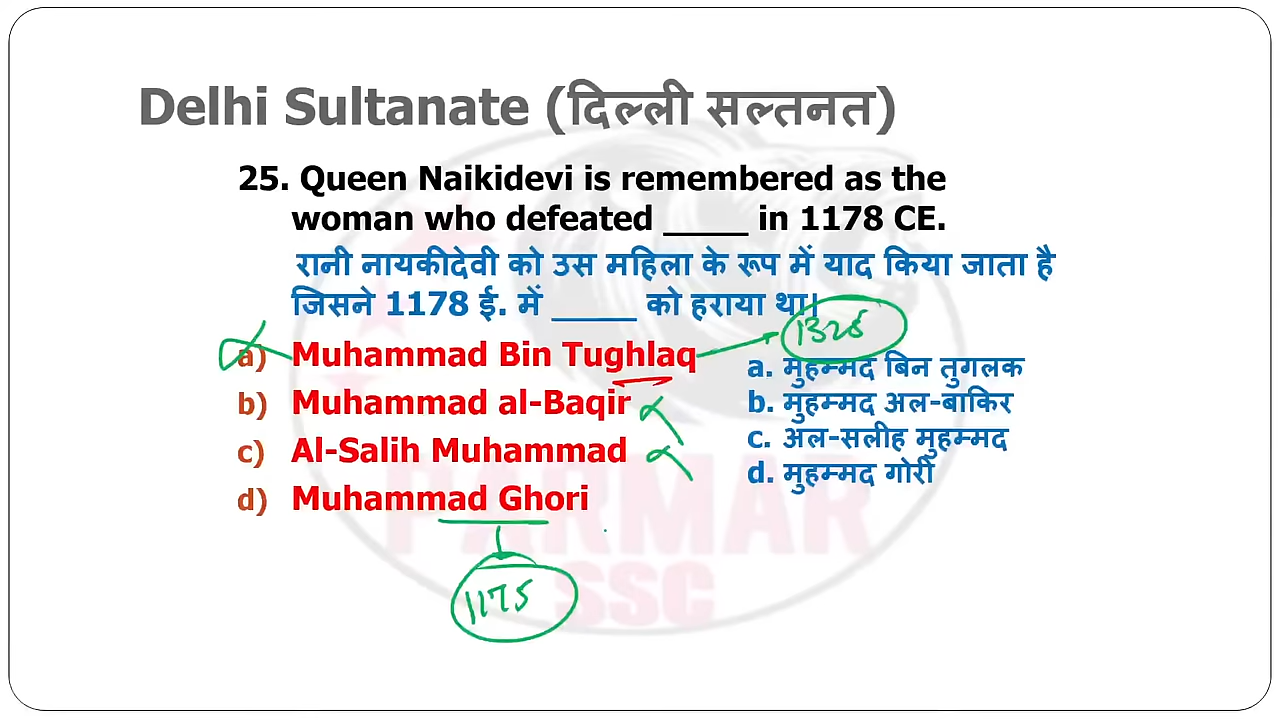 Delhi Sultanate (दिल्ली सल्तनत)
25. Queen Naikidevi is remembered as the
woman who defeated _____ in 1178 CE.
रानी नायकीदेवी को उस महिला के रूप में याद किया जाता है
जिसने 1178 ई. में _____ को हराया था।
a) Muhammad Bin Tughlaq
b) Muhammad al-Baqir
c) Al-Salih Muhammad
d) Muhammad Ghori
1325
a. मुहम्मद बिन तुगलक
b. मुहम्मद अल-बाकिर
c. अल-सलीह मुहम्मद
d. मुहम्मद गोरी
1175
PARMAR
SSC